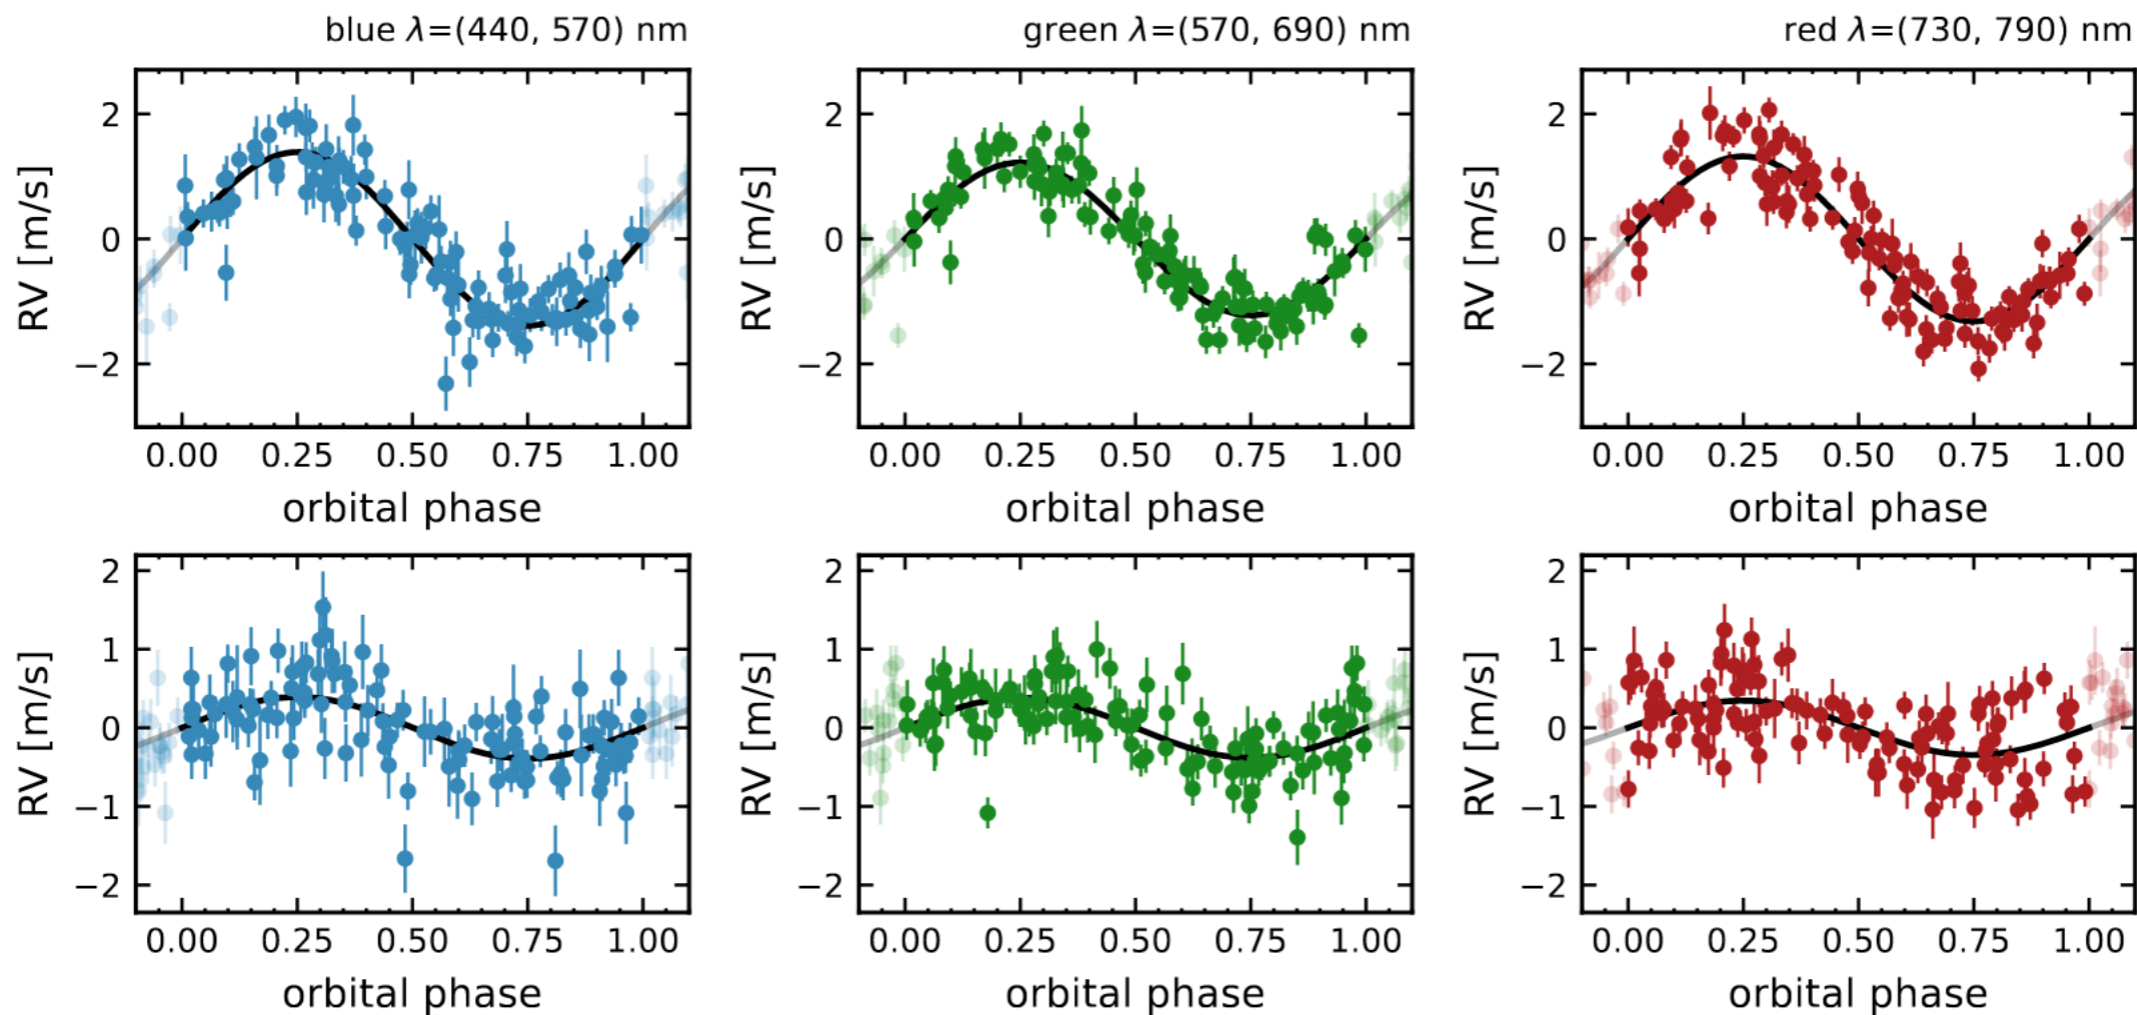 blue λ=(440, 570) nm
green λ=(570, 690) nm
red λ=(730, 790) nm
RV [m/s]
2
0
−2
0.00 0.25 0.50 0.75 1.00
orbital phase
RV [m/s]
2
0
−2
0.00 0.25 0.50 0.75 1.00
orbital phase
RV [m/s]
2
0
−2
0.00 0.25 0.50 0.75 1.00
orbital phase
RV [m/s]
2
1
0
−1
−2
0.00 0.25 0.50 0.75 1.00
orbital phase
RV [m/s]
2
1
0
−1
−2
0.00 0.25 0.50 0.75 1.00
orbital phase
RV [m/s]
2
1
0
−1
−2
0.00 0.25 0.50 0.75 1.00
orbital phase